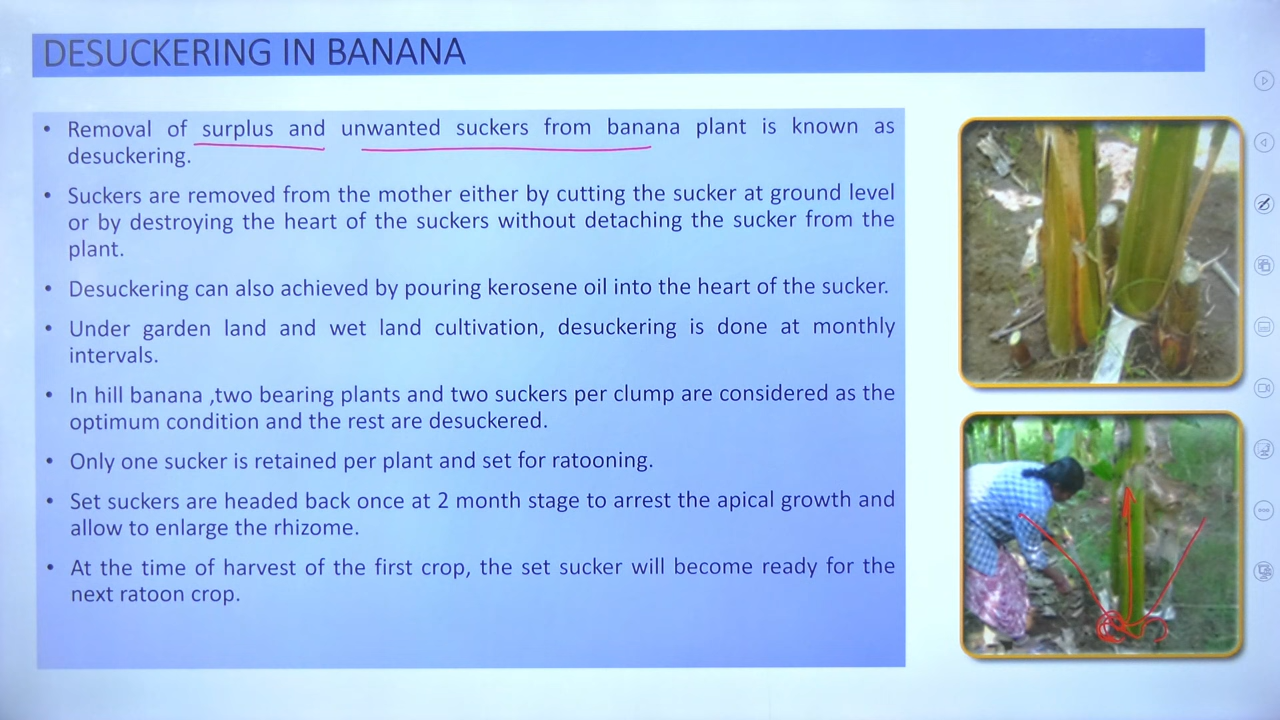 DESUCKERING IN BANANA
• Removal of surplus and unwanted suckers from banana plant is known as
desuckering.
• Suckers are removed from the mother either by cutting the sucker at ground level
or by destroying the heart of the suckers without detaching the sucker from the
plant.
• Desuckering can also achieved by pouring kerosene oil into the heart of the sucker.
• Under garden land and wet land cultivation, desuckering is done at monthly
intervals.
• In hill banana ,two bearing plants and two suckers per clump are considered as the
optimum condition and the rest are desuckered.
• Only one sucker is retained per plant and set for ratooning.
• Set suckers are headed back once at 2 month stage to arrest the apical growth and
allow to enlarge the rhizome.
• At the time of harvest of the first crop, the set sucker will become ready for the
next ratoon crop.